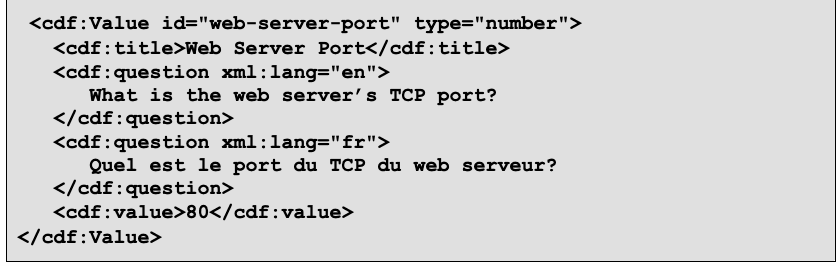 <cdf:Value id="web-server-port" type="number">
<cdf:title>Web Server Port</cdf:title>
<cdf:question xml:lang="en">
What is the web server’s TCP port?
</cdf:question>
<cdf:question xml:lang="fr">
Quel est le port du TCP du web serveur?
</cdf:question>
<cdf:value>80</cdf:value>
</cdf:Value>